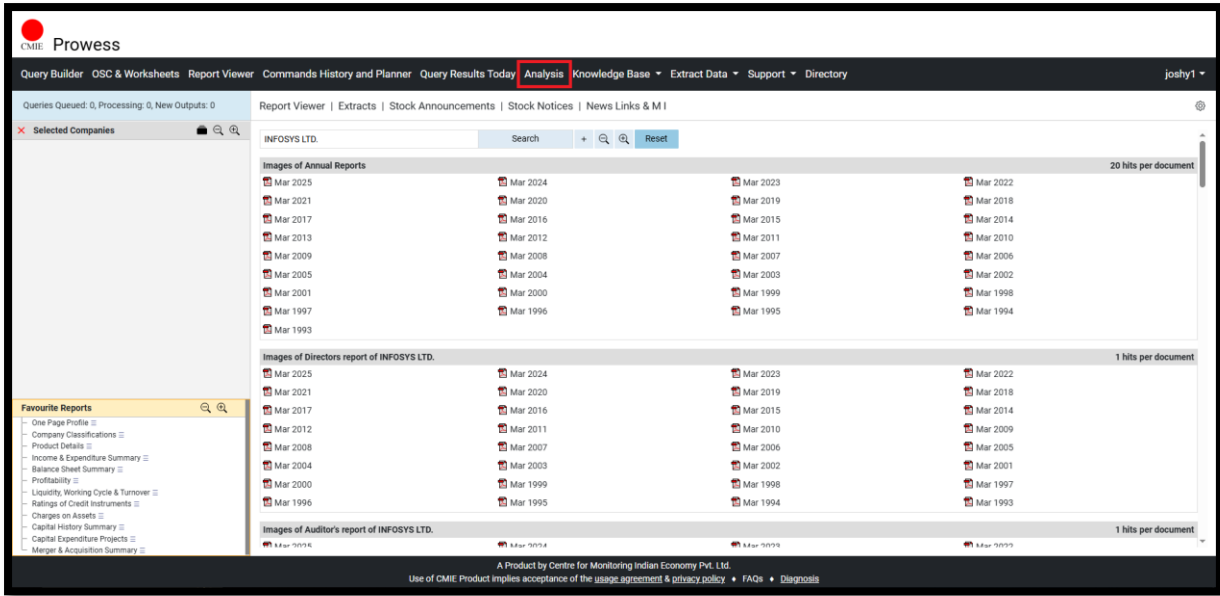 CMIE Prowess
Query Builder OSC & Worksheets Report Viewer Commands History and Planner Query Results Today Analysis Knowledge Base Extract Data Support Directory joshy1
Queries Queued: 0, Processing: 0, New Outputs: 0
Report Viewer | Extracts | Stock Announcements | Stock Notices | News Links & M I
Selected Companies
INFOSYS LTD. Search + Reset
Images of Annual Reports 20 hits per document
Mar 2025 Mar 2024 Mar 2023 Mar 2022
Mar 2021 Mar 2020 Mar 2019 Mar 2018
Mar 2017 Mar 2016 Mar 2015 Mar 2014
Mar 2013 Mar 2012 Mar 2011 Mar 2010
Mar 2009 Mar 2008 Mar 2007 Mar 2006
Mar 2005 Mar 2004 Mar 2003 Mar 2002
Mar 2001 Mar 2000 Mar 1999 Mar 1998
Mar 1997 Mar 1996 Mar 1995 Mar 1994
Mar 1993
Images of Directors report of INFOSYS LTD. 1 hits per document
Mar 2025 Mar 2024 Mar 2023 Mar 2022
Mar 2021 Mar 2020 Mar 2019 Mar 2018
Mar 2017 Mar 2016 Mar 2015 Mar 2014
Mar 2012 Mar 2011 Mar 2010 Mar 2009
Mar 2008 Mar 2007 Mar 2006 Mar 2005
Mar 2004 Mar 2003 Mar 2002 Mar 2001
Mar 2000 Mar 1999 Mar 1998 Mar 1997
Mar 1996 Mar 1995 Mar 1994 Mar 1993
Images of Auditor's report of INFOSYS LTD. 1 hits per document
Mar 2025 Mar 2024 Mar 2023 Mar 2022
Favourite Reports
One Page Profile
Company Classifications
Product Details
Income & Expenditure Summary
Balance Sheet Summary
Profitability
Liquidity, Working Cycle & Turnover
Ratings of Credit Instruments
Charges on Assets
Capital History Summary
Capital Expenditure Projects
Merger & Acquisition Summary
A Product by Centre for Monitoring Indian Economy Pvt. Ltd.
Use of CMIE Product implies acceptance of the usage agreement & privacy policy ♦ FAQs ♦ Diagnosis